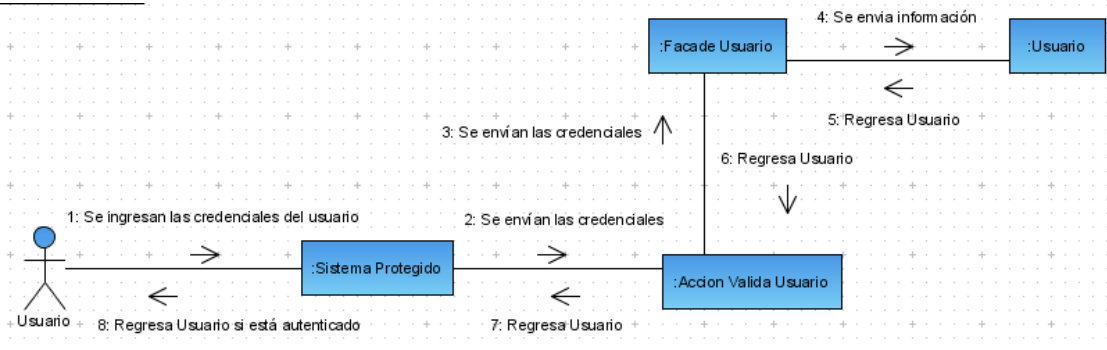 4: Se envia información
:Facade Usuario
:Usuario
5: Regresa Usuario
3: Se envían las credenciales
6: Regresa Usuario
1: Se ingresan las credenciales del usuario
2: Se envían las credenciales
:Sistema Protegido
:Accion Valida Usuario
Usuario
8: Regresa Usuario si está autenticado
7: Regresa Usuario